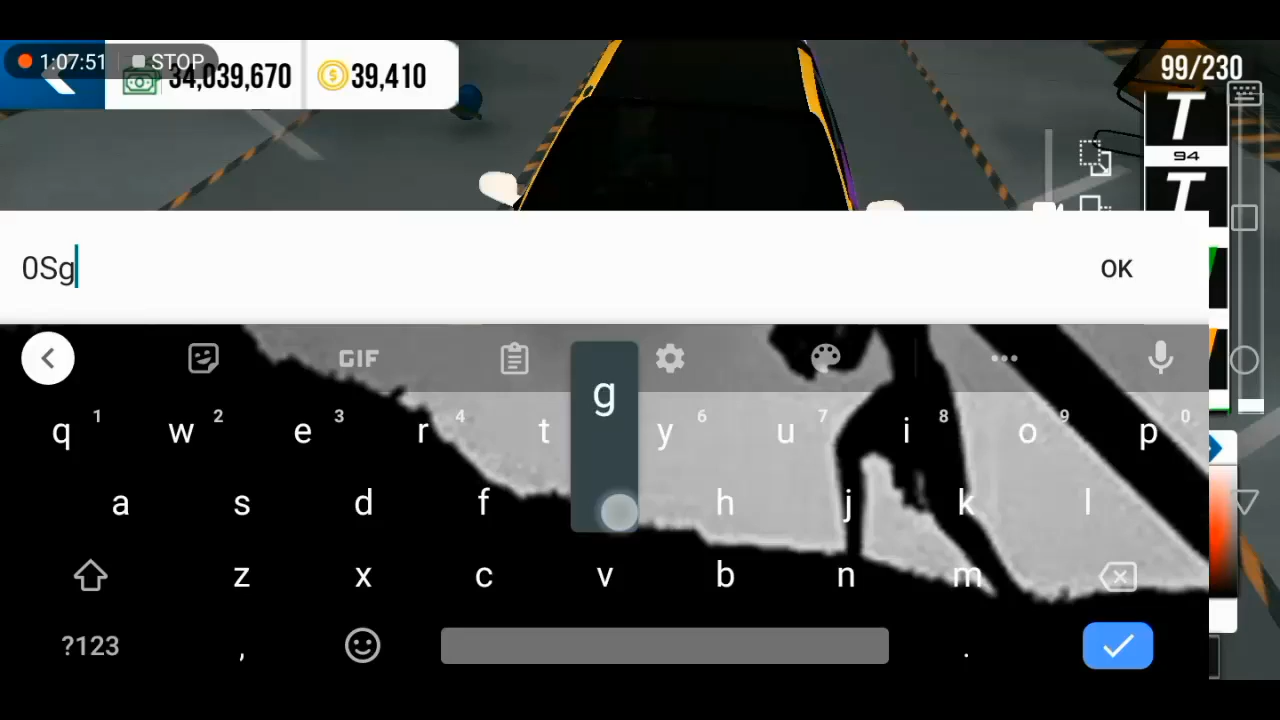 1:07:51 STOP
34,039,670 39,410
99/230
T
94
T
0Sg OK
GIF
g
q 1 w 2 e 3 r 4 t y 6 u 7 i 8 o 9 p 0
a s d f h j k l
z x c v b n m
?123 , .